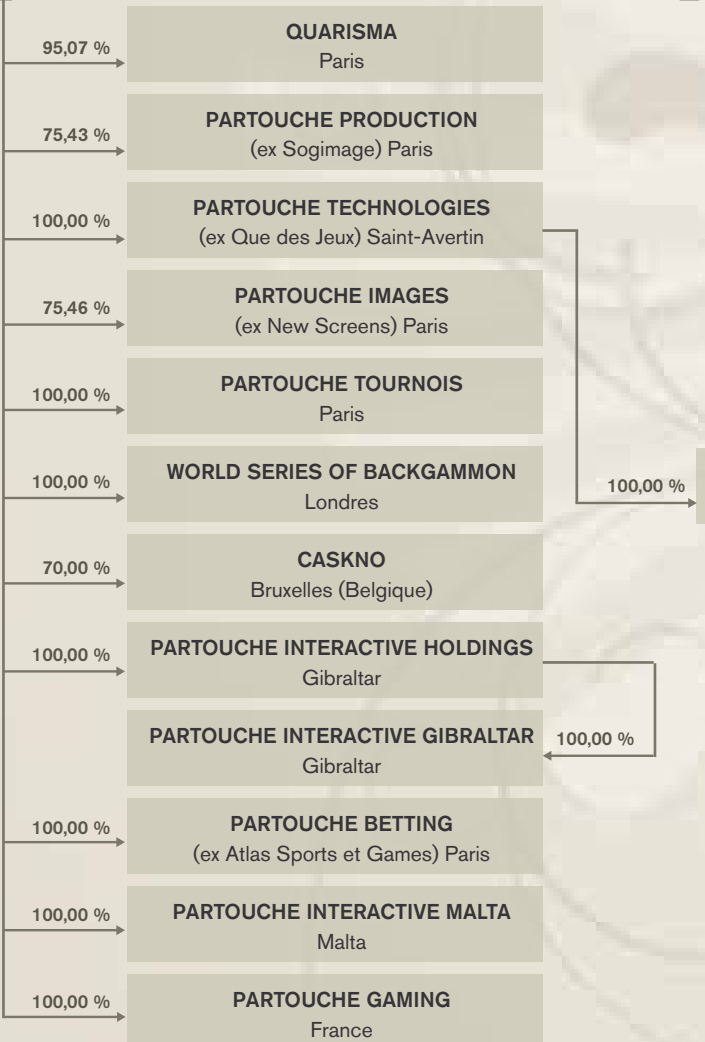 95,07 %
QUARISMA
Paris
75,43 %
PARTOUCHE PRODUCTION
(ex Sogimage) Paris
100,00 %
PARTOUCHE TECHNOLOGIES
(ex Que des Jeux) Saint-Avertin
75,46 %
PARTOUCHE IMAGES
(ex New Screens) Paris
100,00 %
PARTOUCHE TOURNOIS
Paris
100,00 %
WORLD SERIES OF BACKGAMMON
Londres
100,00 %
70,00 %
CASKNO
Bruxelles (Belgique)
100,00 %
PARTOUCHE INTERACTIVE HOLDINGS
Gibraltar
PARTOUCHE INTERACTIVE GIBRALTAR
Gibraltar
100,00 %
100,00 %
PARTOUCHE BETTING
(ex Atlas Sports et Games) Paris
100,00 %
PARTOUCHE INTERACTIVE MALTA
Malta
100,00 %
PARTOUCHE GAMING
France